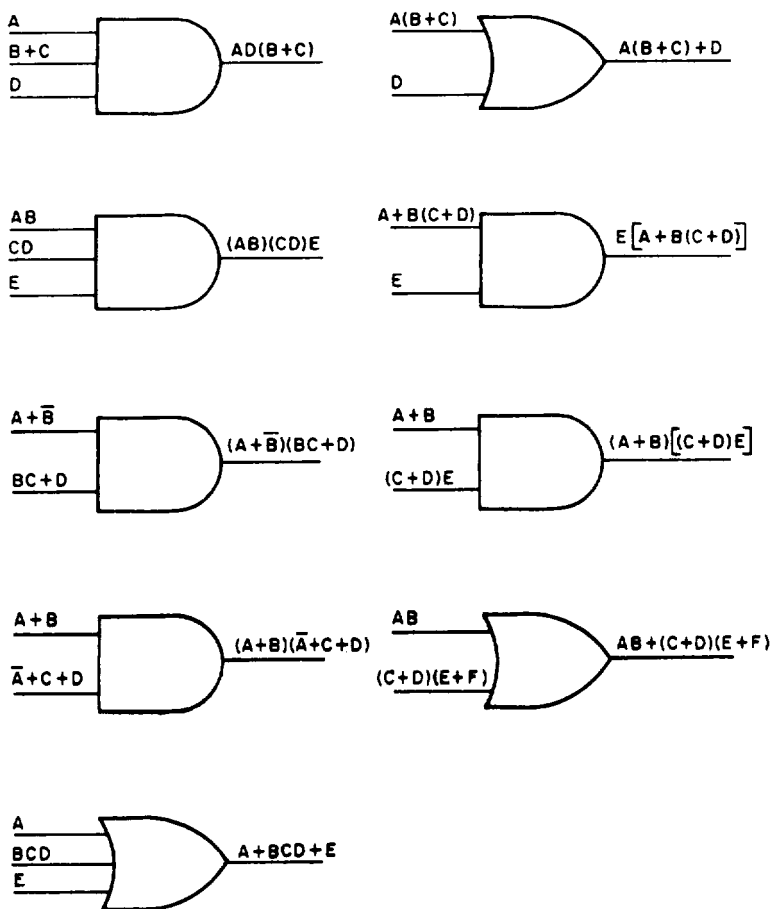 A
B+C
D
AD(B+C)
A(B+C)
D
A(B+C)+D
AB
CD
E
(AB)(CD)E
A+B(C+D)
E
E[A+B(C+D)]
A+B̅
BC+D
(A+B̅)(BC+D)
A+B
(C+D)E
(A+B)[(C+D)E]
A+B
A̅+C+D
(A+B)(A̅+C+D)
AB
(C+D)(E+F)
AB+(C+D)(E+F)
A
BCD
E
A+BCD+E